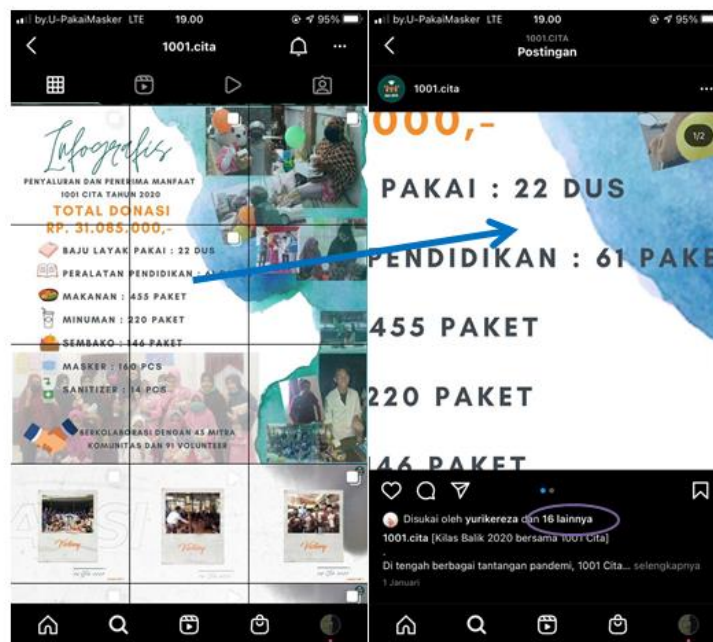 by.U-PakaiMasker LTE 19.00 95%
1001.cita
Infografis
PENYALURAN DAN PENERIMA MANFAAT
1001 CITA TAHUN 2020
TOTAL DONASI
RP. 31.085.000,-
BAJU LAYAK PAKAI : 22 DUS
PERALATAN PENDIDIKAN : 61
MAKANAN : 455 PAKET
MINUMAN : 220 PAKET
SEMBAKO : 146 PAKET
MASKER : 160 PCS
SANITIZER : 14 PCS
BERKOLABORASI DENGAN 45 MITRA
KOMUNITAS DAN 91 VOLUNTEER
by.U-PakaiMasker LTE 19.00 95%
1001.CITA
Postingan
1001.cita
000,-
1/2
PAKAI : 22 DUS
PENDIDIKAN : 61 PAKE
455 PAKET
220 PAKET
146 PAKET
Disukai oleh yurikereza dan 16 lainnya
1001.cita [Kilas Balik 2020 bersama 1001 Cita]
.
Di tengah berbagai tantangan pandemi, 1001 Cita... selengkapnya
1 Januari